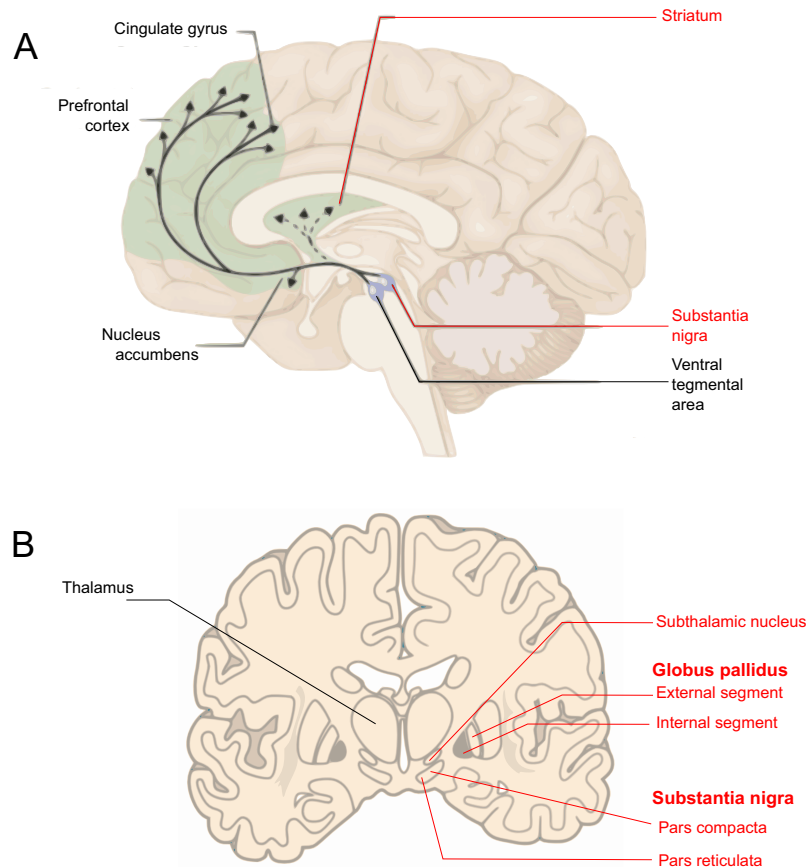 A
Cingulate gyrus
Striatum
Prefrontal
cortex
Nucleus
accumbens
Substantia
nigra
Ventral
tegmental
area
B
Thalamus
Subthalamic nucleus
Globus pallidus
External segment
Internal segment
Substantia nigra
Pars compacta
Pars reticulata